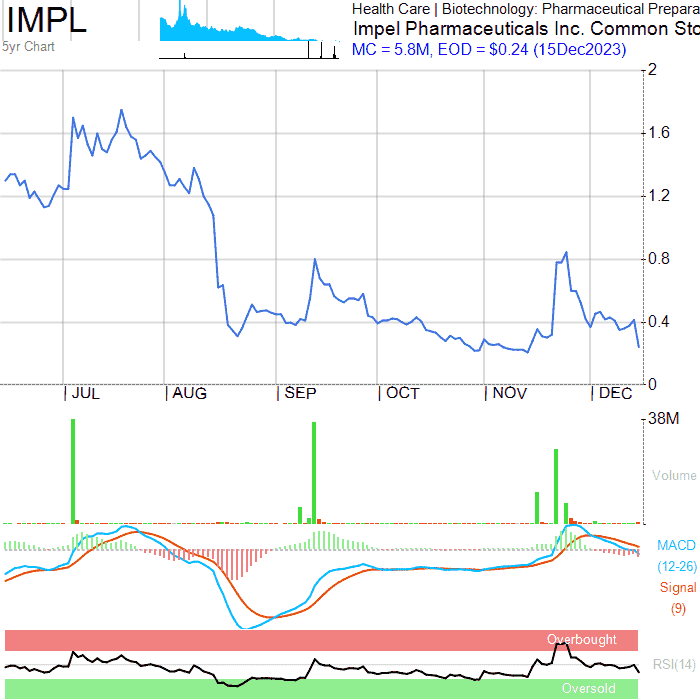 IMPL
5yr Chart
Health Care | Biotechnology: Pharmaceutical Prepara
Impel Pharmaceuticals Inc. Common Sto
MC = 5.8M, EOD = $0.24 (15Dec2023)
2
1.6
1.2
0.8
0.4
0
JUL AUG SEP OCT NOV DEC
38M
Volume
MACD
(12-26)
Signal
(9)
Overbought
RSI(14)
Oversold